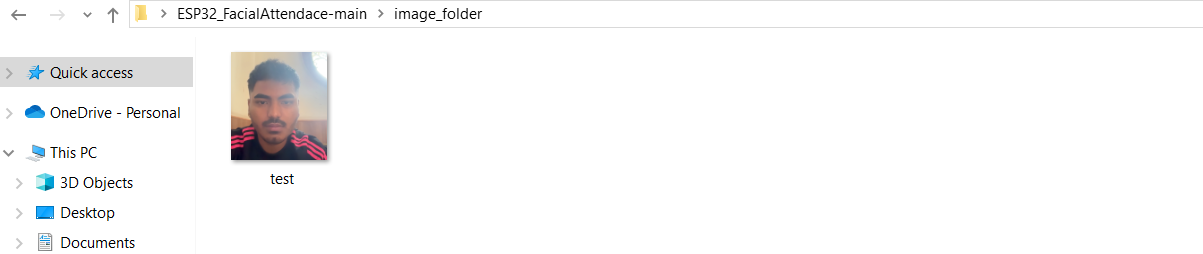 ESP32_FacialAttendace-main > image_folder
Quick access
OneDrive - Personal
This PC
3D Objects
Desktop
Documents
test